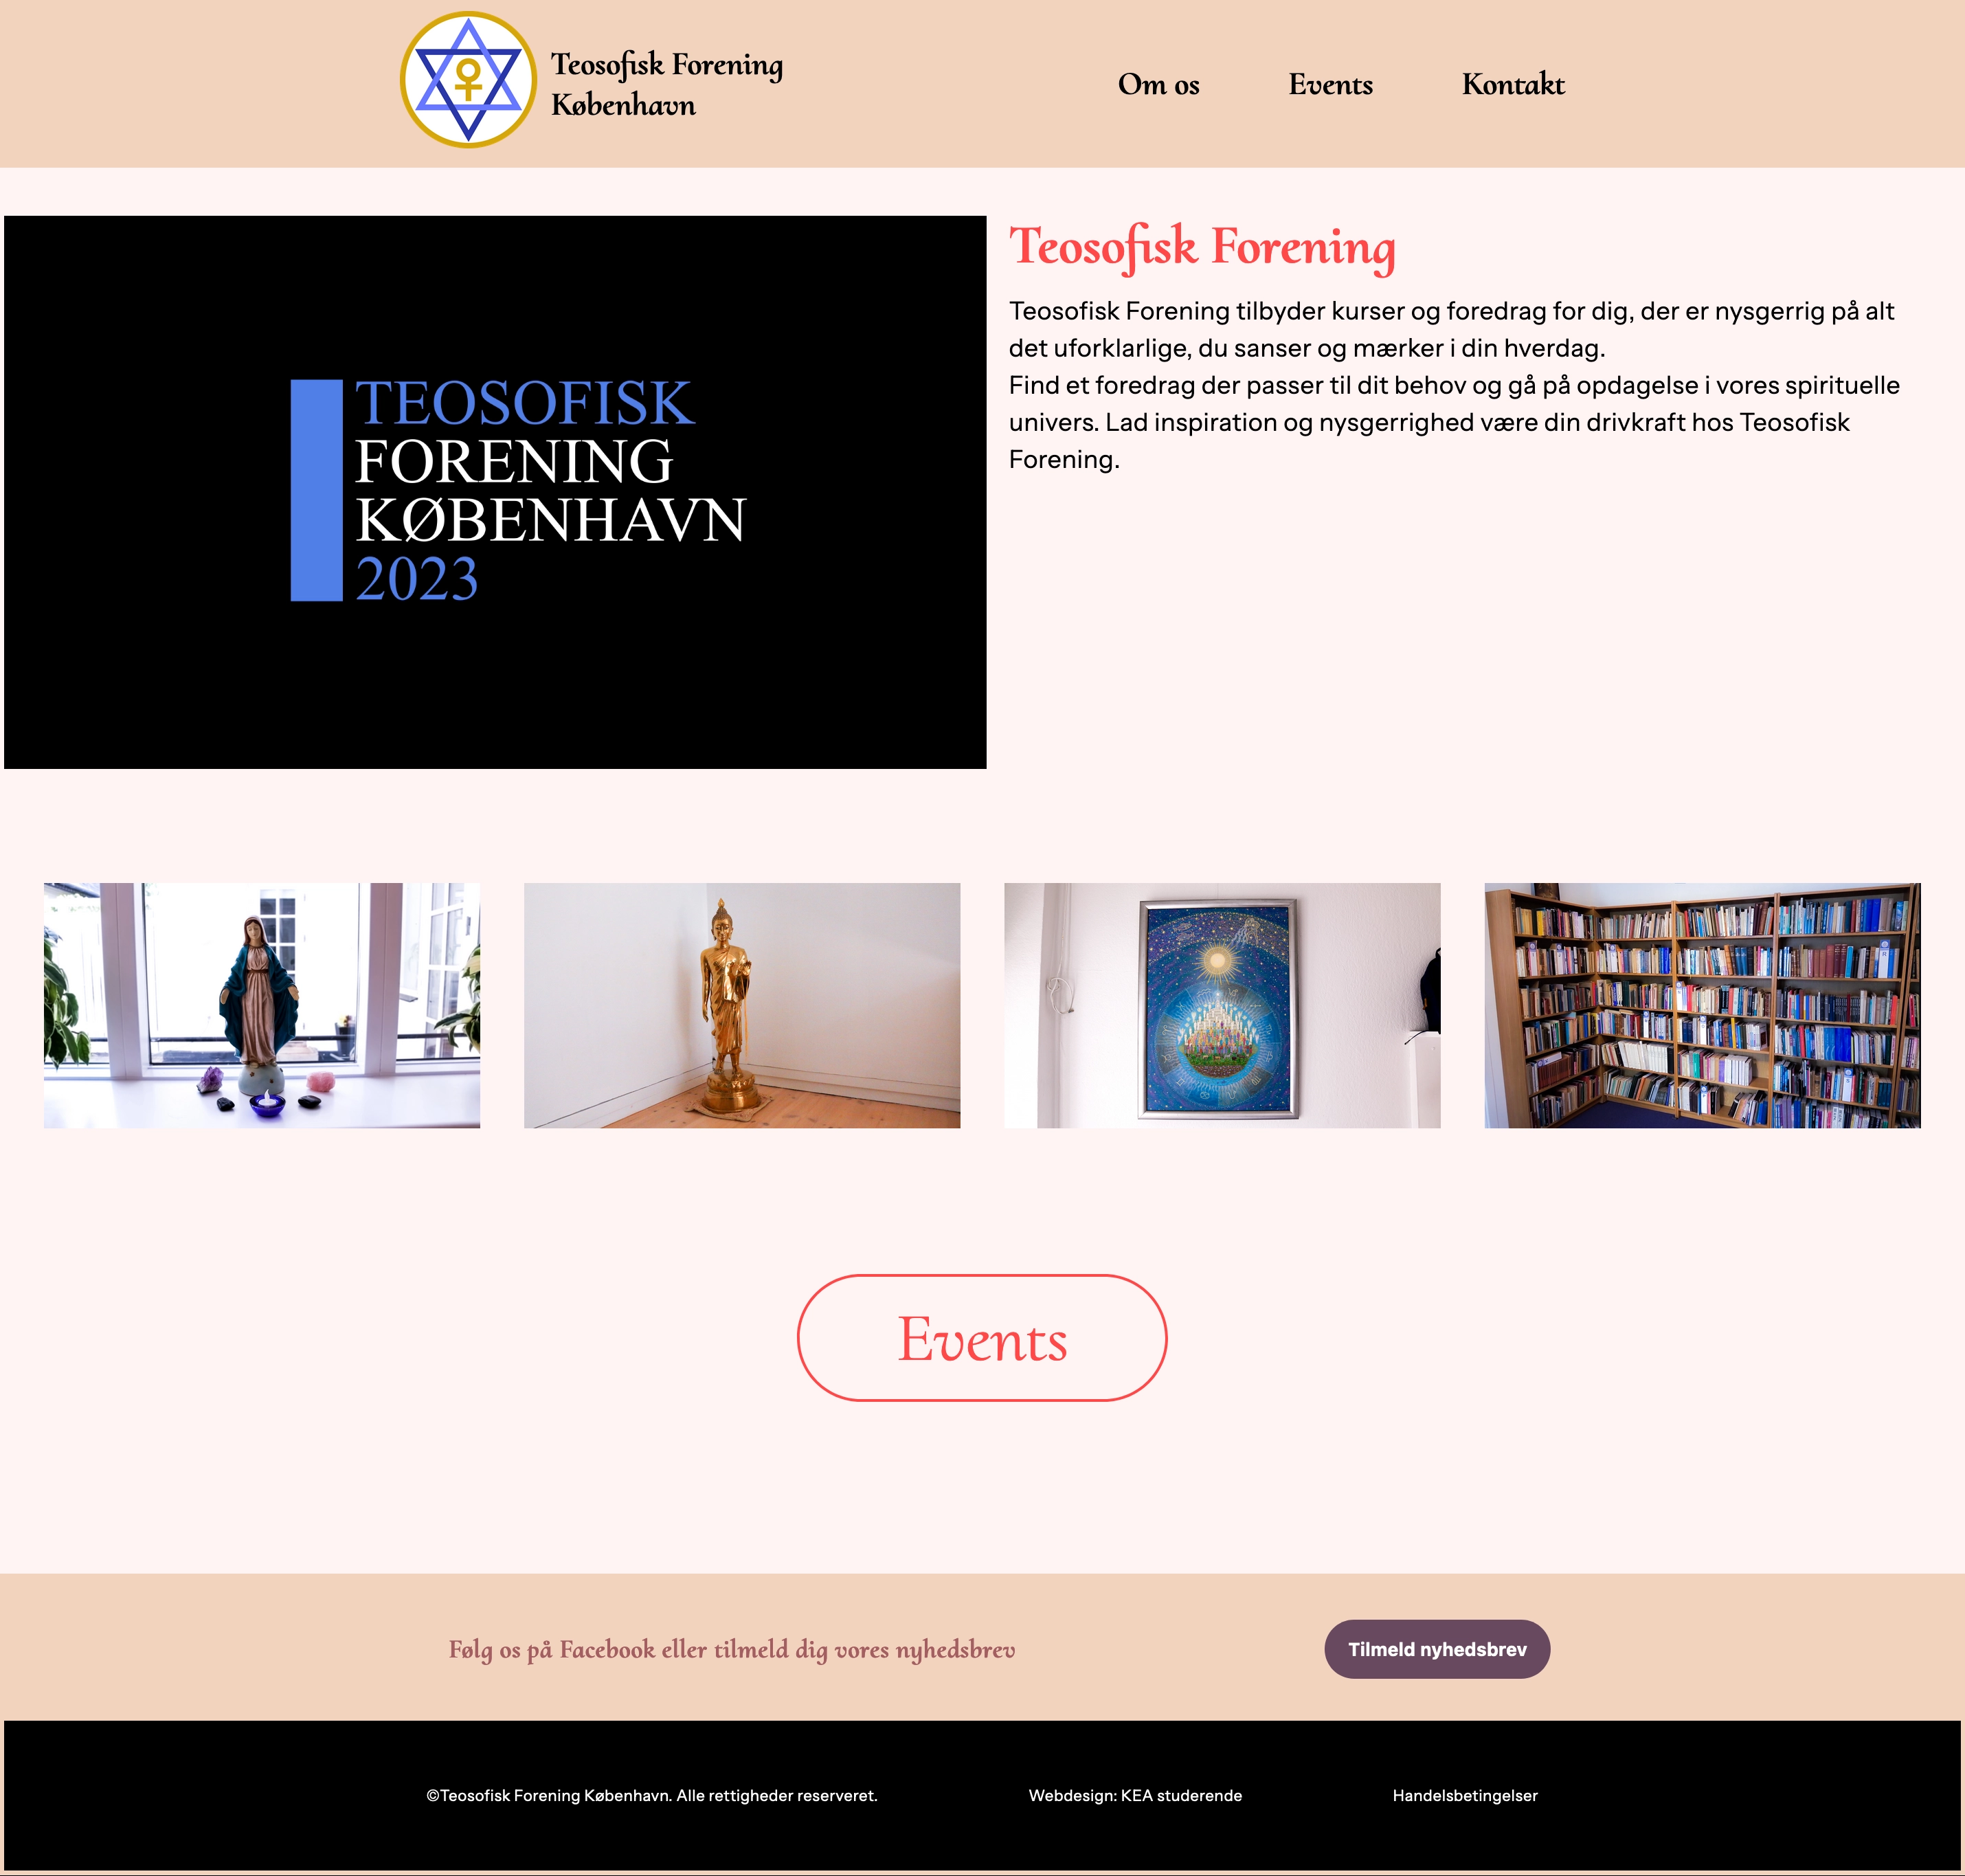 Teosofisk Forening
København
Om os
Events
Kontakt
TEOSOFISK
FORENING
KØBENHAVN
2023
Teosofisk Forening
Teosofisk Forening tilbyder kurser og foredrag for dig, der er nysgerrig på alt
det uforklarlige, du sanser og mærker i din hverdag.
Find et foredrag der passer til dit behov og gå på opdagelse i vores spirituelle
univers. Lad inspiration og nysgerrighed være din drivkraft hos Teosofisk
Forening.
Events
Følg os på Facebook eller tilmeld dig vores nyhedsbrev
Tilmeld nyhedsbrev
©Teosofisk Forening København. Alle rettigheder reserveret.
Webdesign: KEA studerende
Handelsbetingelser